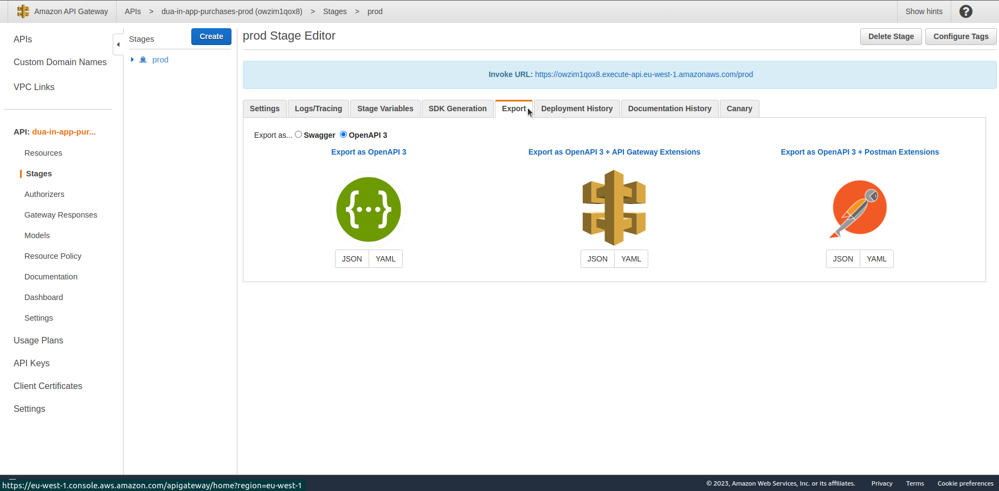 Amazon API Gateway
APIs > dua-in-app-purchases-prod (owzim1qox8) > Stages > prod
Show hints
?
APIs
Custom Domain Names
VPC Links
API: dua-in-app-pur...
Resources
Stages
Authorizers
Gateway Responses
Models
Resource Policy
Documentation
Dashboard
Settings
Usage Plans
API Keys
Client Certificates
Settings
Stages
Create
prod
prod Stage Editor
Delete Stage
Configure Tags
Invoke URL: https://owzim1qox8.execute-api.eu-west-1.amazonaws.com/prod
Settings
Logs/Tracing
Stage Variables
SDK Generation
Export
Deployment History
Documentation History
Canary
Export as... Swagger OpenAPI 3
Export as OpenAPI 3
{...}
JSON YAML
Export as OpenAPI 3 + API Gateway Extensions
JSON YAML
Export as OpenAPI 3 + Postman Extensions
JSON YAML
https://eu-west-1.console.aws.amazon.com/apigateway/home?region=eu-west-1
© 2023, Amazon Web Services, Inc. or its affiliates.
Privacy
Terms
Cookie preferences